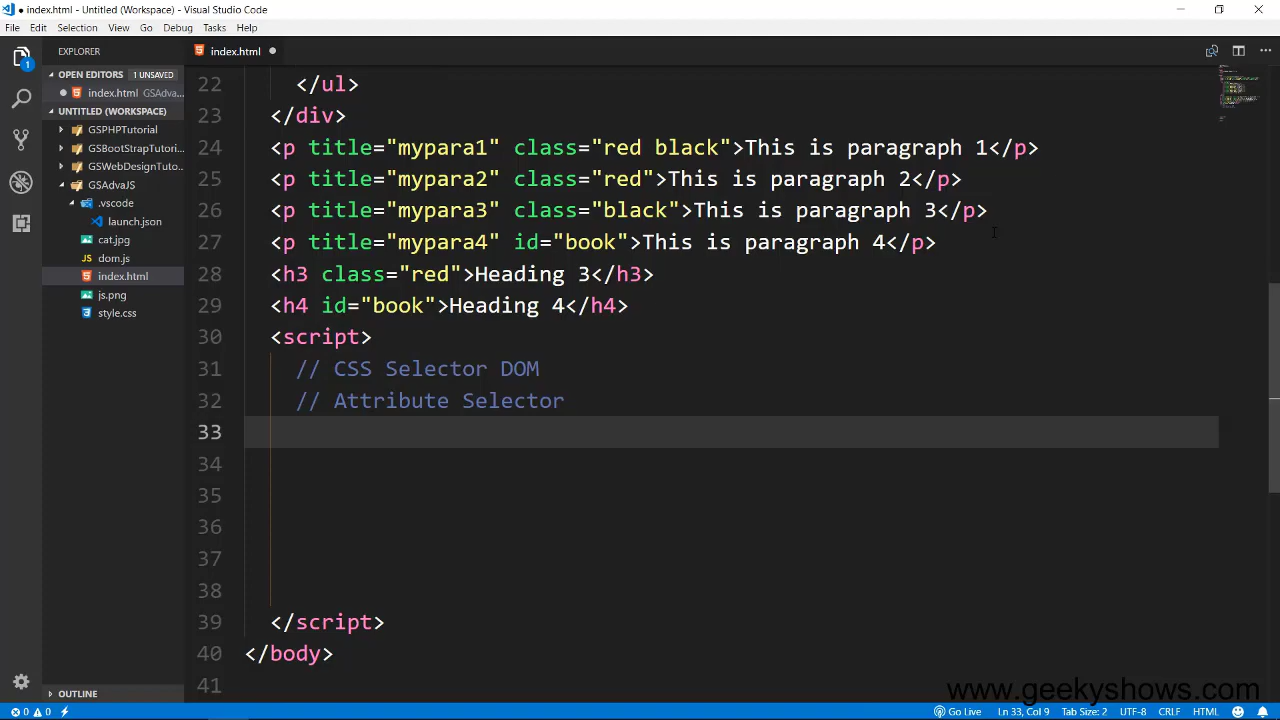 index.html - Untitled (Workspace) - Visual Studio Code
File Edit Selection View Go Debug Tasks Help
EXPLORER
index.html
OPEN EDITORS 1 UNSAVED
index.html GSAdva...
UNTITLED (WORKSPACE)
GSPHPTutorial
GSBootStrapTutori...
GSWebDesignTuto...
GSAdvaJS
.vscode
launch.json
cat.jpg
dom.js
index.html
js.png
style.css
OUTLINE
1
22 </ul>
23 </div>
24 <p title="mypara1" class="red black">This is paragraph 1</p>
25 <p title="mypara2" class="red">This is paragraph 2</p>
26 <p title="mypara3" class="black">This is paragraph 3</p>
27 <p title="mypara4" id="book">This is paragraph 4</p>
28 <h3 class="red">Heading 3</h3>
29 <h4 id="book">Heading 4</h4>
30 <script>
31 // CSS Selector DOM
32 // Attribute Selector
33
34
35
36
37
38
39 </script>
40 </body>
41
www.geekyshows.com
0 0 Go Live Ln 33, Col 9 Tab Size: 2 UTF-8 CRLF HTML